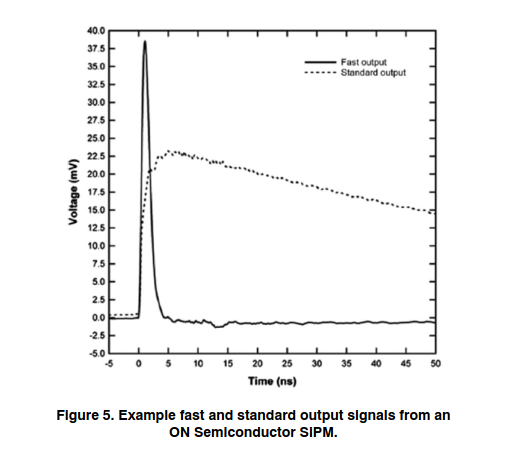 40.0
37.5
35.0
32.5
30.0
27.5
25.0
22.5
20.0
17.5
15.0
12.5
10.0
7.5
5.0
2.5
0.0
-2.5
-5.0
Voltage (mV)
Fast output
Standard output
-5 0 5 10 15 20 25 30 35 40 45 50
Time (ns)
Figure 5. Example fast and standard output signals from an
ON Semiconductor SIPM.